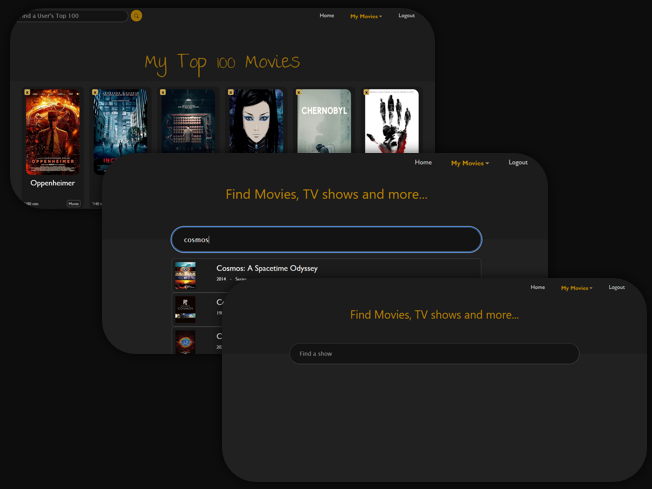 ind a User's Top 100
Home My Movies Logout
My Top 100 Movies
CHERNOBYL
OPPENHEIMER
Oppenheimer
Movie
Home My Movies Logout
Find Movies, TV shows and more...
cosmos
Cosmos: A Spacetime Odyssey
2014 - Series
Home My Movies Logout
Find Movies, TV shows and more...
Find a show